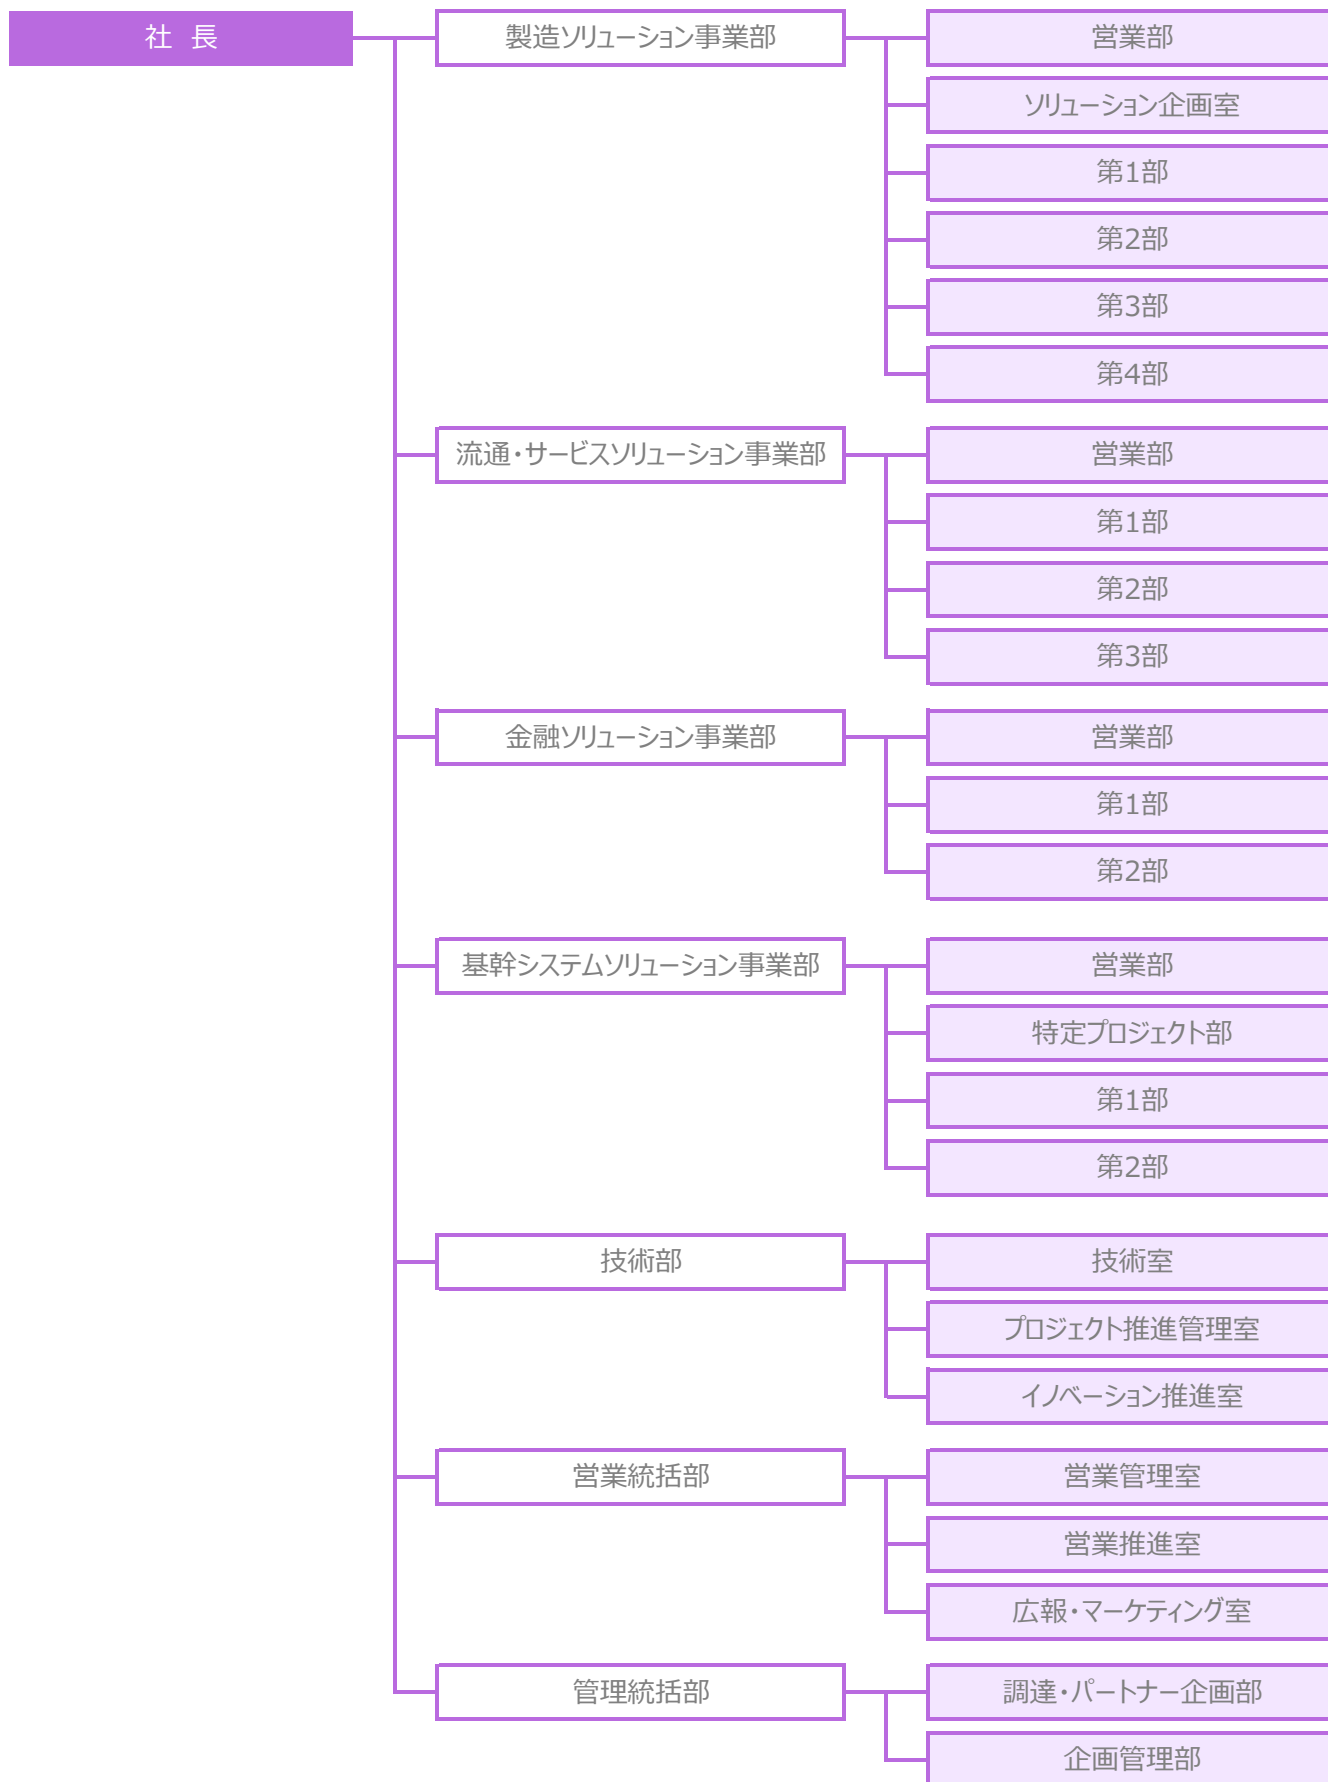 社 長
製造ソリューション事業部
営業部
ソリューション企画室
第1部
第2部
第3部
第4部
流通・サービスソリューション事業部
営業部
第1部
第2部
第3部
金融ソリューション事業部
営業部
第1部
第2部
基幹システムソリューション事業部
営業部
特定プロジェクト部
第1部
第2部
技術部
技術室
プロジェクト推進管理室
イノベーション推進室
営業統括部
営業管理室
営業推進室
広報・マーケティング室
管理統括部
調達・パートナー企画部
企画管理部